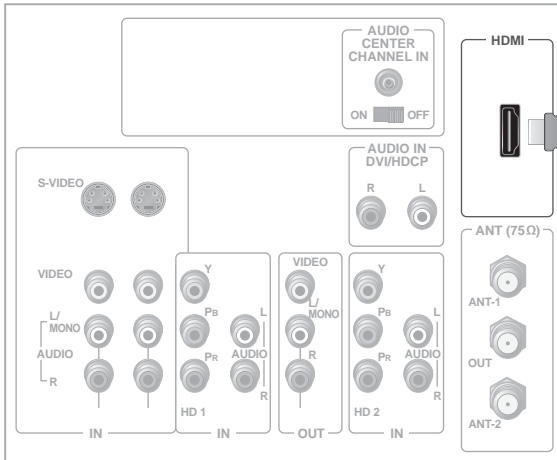 AUDIO
CENTER
CHANNEL IN
ON OFF
HDMI
AUDIO IN
DVI/HDCP
R L
S-VIDEO
VIDEO
L/
MONO
AUDIO
R
IN
Y
PB
PR
L
AUDIO
R
HD 1
IN
VIDEO
L/
MONO
R
OUT
Y
PB
PR
L
AUDIO
R
HD 2
IN
ANT (75Ω)
ANT-1
OUT
ANT-2